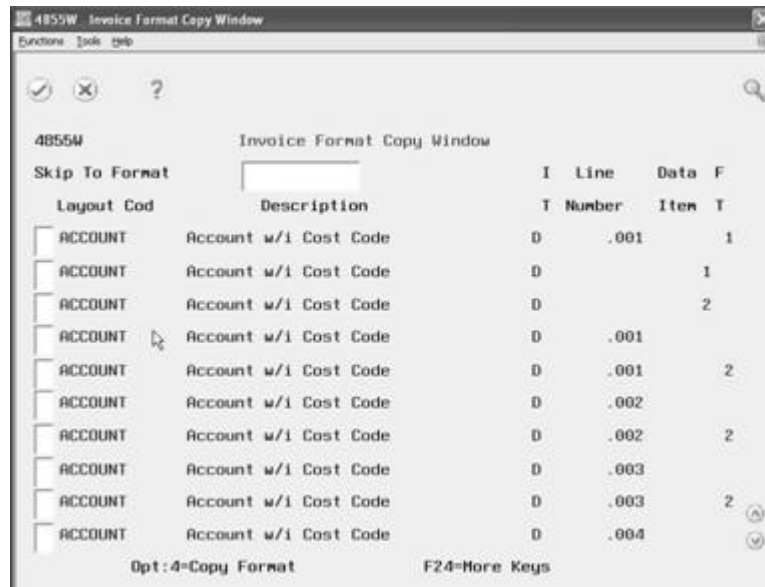 4855W Invoice Format Copy Window
Functions Tools Help
?
4855W Invoice Format Copy Window
Skip To Format I Line Data F
Layout Cod Description T Number Item T
ACCOUNT Account w/i Cost Code D .001 1
ACCOUNT Account w/i Cost Code D 1
ACCOUNT Account w/i Cost Code D 2
ACCOUNT Account w/i Cost Code D .001
ACCOUNT Account w/i Cost Code D .001 2
ACCOUNT Account w/i Cost Code D .002
ACCOUNT Account w/i Cost Code D .002 2
ACCOUNT Account w/i Cost Code D .003
ACCOUNT Account w/i Cost Code D .003 2
ACCOUNT Account w/i Cost Code D .004
Opt:4=Copy Format F24=More Keys